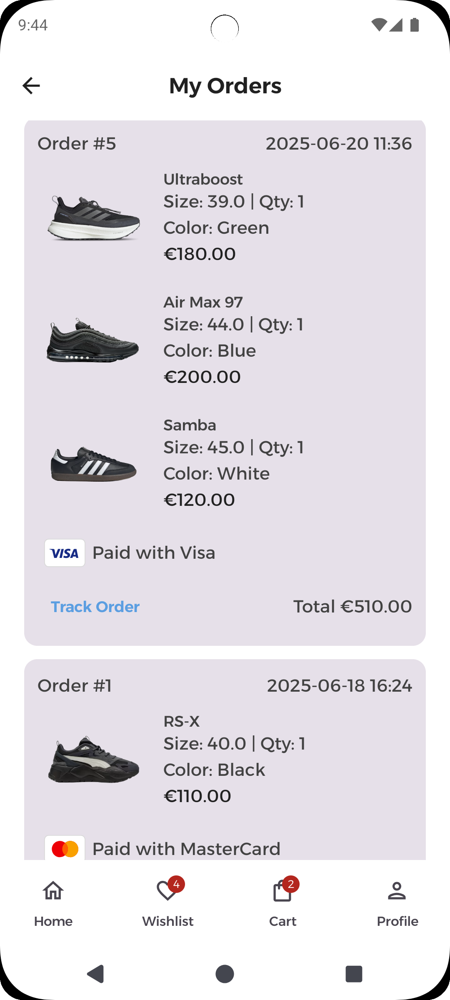 9:44
My Orders
Order #5 2025-06-20 11:36
Ultraboost
Size: 39.0 | Qty: 1
Color: Green
€180.00
Air Max 97
Size: 44.0 | Qty: 1
Color: Blue
€200.00
Samba
Size: 45.0 | Qty: 1
Color: White
€120.00
VISA Paid with Visa
Track Order Total €510.00
Order #1 2025-06-18 16:24
RS-X
Size: 40.0 | Qty: 1
Color: Black
€110.00
Paid with MasterCard
4 2
Home Wishlist Cart Profile